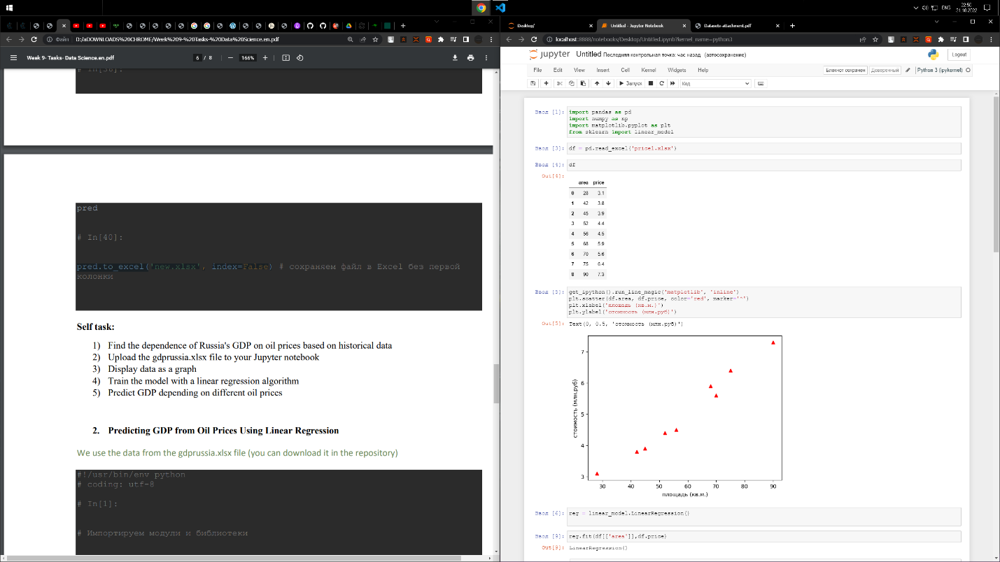 ENG
22:50
31.10.2022
Файл
D:/aDOWNLOADS%20CHROME/Week%209-%20Tasks-%20Data%20Science.en.pdf
Week 9- Tasks- Data Science.en.pdf
6 / 8
166%
# In[38]:
pred
# In[40]:
pred.to_excel('new.xlsx', index=False) # сохраняем файл в Excel без первой
колонки
Self task:
1) Find the dependence of Russia's GDP on oil prices based on historical data
2) Upload the gdprussia.xlsx file to your Jupyter notebook
3) Display data as a graph
4) Train the model with a linear regression algorithm
5) Predict GDP depending on different oil prices
2. Predicting GDP from Oil Prices Using Linear Regression
We use the data from the gdprussia.xlsx file (you can download it in the repository)
#!/usr/bin/env python
# coding: utf-8
# In[1]:
# Импортируем модули и библиотеки
Desktop/
Untitled - Jupyter Notebook
Datasets-attachment.pdf
localhost:8888/notebooks/Desktop/Untitled.ipynb?kernel_name=python3
jupyter Untitled Последняя контрольная точка: час назад (автосохранение)
Logout
File Edit View Insert Cell Kernel Widgets Help
Блокнот сохранен
Доверенный
Python 3 (ipykernel)
Запуск
Код
Ввод [1]: import pandas as pd
import numpy as np
import matplotlib.pyplot as plt
from sklearn import linear_model
Ввод [3]: df = pd.read_excel('price1.xlsx')
Ввод [4]: df
Out[4]:
area price
0 28 3.1
1 42 3.8
2 45 3.9
3 52 4.4
4 56 4.5
5 68 5.9
6 70 5.6
7 75 6.4
8 90 7.3
Ввод [5]: get_ipython().run_line_magic('matplotlib', 'inline')
plt.scatter(df.area, df.price, color='red', marker='^')
plt.xlabel('площадь (кв.м.)')
plt.ylabel('стоимость (млн.руб)')
Out[5]: Text(0, 0.5, 'стоимость (млн.руб)')
7
6
5
4
3
стоимость (млн.руб)
30 40 50 60 70 80 90
площадь (кв.м.)
Ввод [6]: reg = linear_model.LinearRegression()
Ввод [9]: reg.fit(df[['area']],df.price)
Out[9]: LinearRegression()